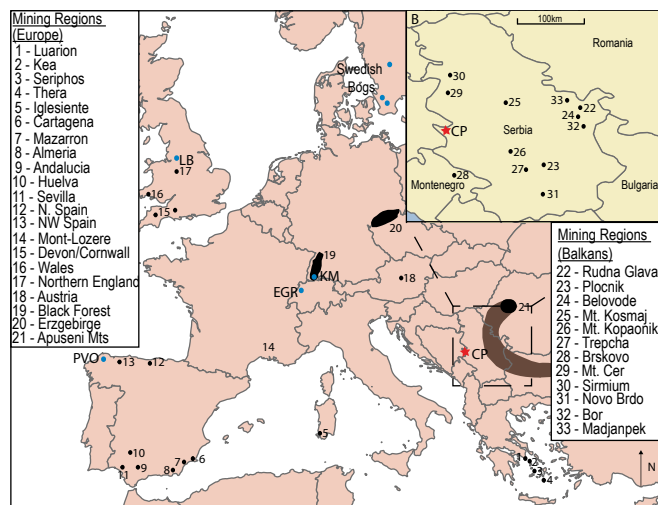 Mining Regions
(Europe)
1 - Luarion
2 - Kea
3 - Seriphos
4 - Thera
5 - Iglesiente
6 - Cartagena
7 - Mazarron
8 - Almeria
9 - Andalucia
10 - Huelva
11 - Sevilla
12 - N. Spain
13 - NW Spain
14 - Mont-Lozere
15 - Devon/Cornwall
16 - Wales
17 - Northern England
18 - Austria
19 - Black Forest
20 - Erzgebirge
21 - Apuseni Mts
Swedish
Bogs
LB
17
16
15
20
19
KM
EGR
18
21
CP
14
PVO
13
12
5
10
11
9
8
7
6
1
2
3
4
B
100km
Romania
30
29
25
33
22
24
32
CP
Serbia
26
27
23
28
Montenegro
31
Bulgaria
Mining Regions
(Balkans)
22 - Rudna Glava
23 - Plocnik
24 - Belovode
25 - Mt. Kosmaj
26 - Mt. Kopaonik
27 - Trepcha
28 - Brskovo
29 - Mt. Cer
30 - Sirmium
31 - Novo Brdo
32 - Bor
33 - Madjanpek
N